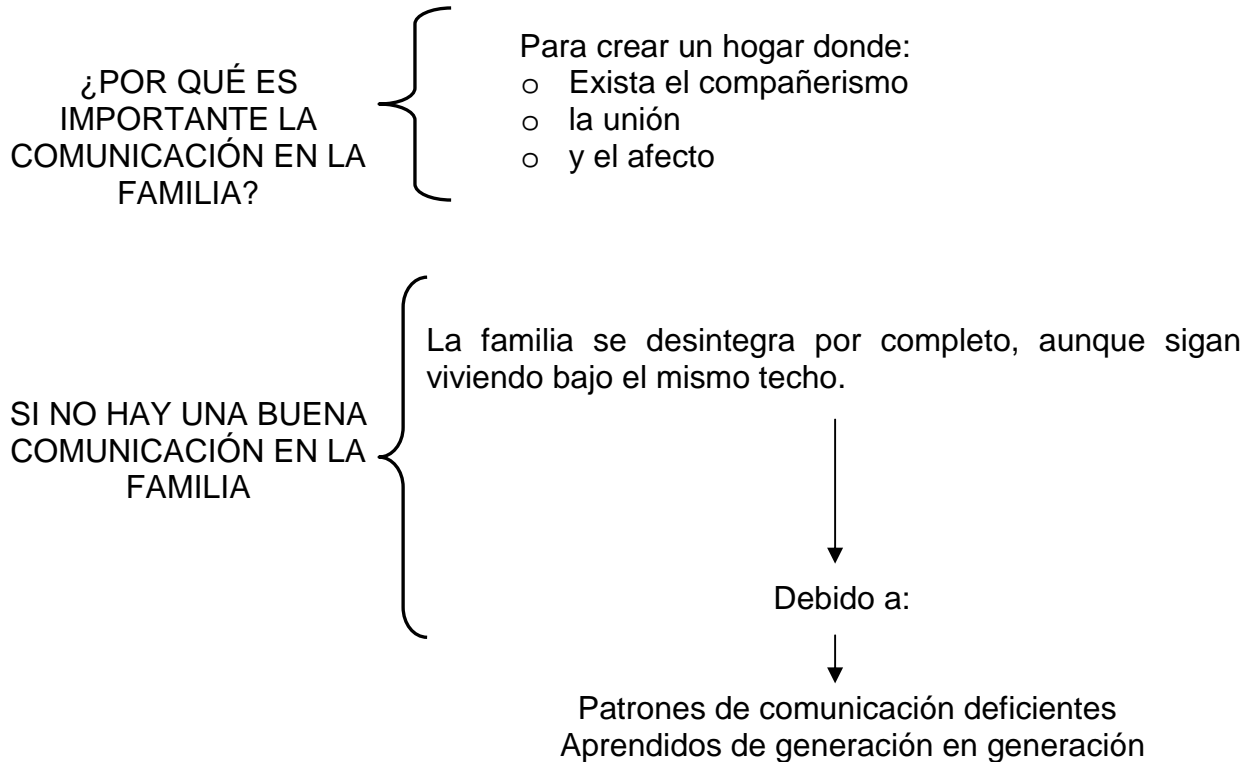 ¿POR QUÉ ES
IMPORTANTE LA
COMUNICACIÓN EN LA
FAMILIA?
Para crear un hogar donde:
o Exista el compañerismo
o la unión
o y el afecto
SI NO HAY UNA BUENA
COMUNICACIÓN EN LA
FAMILIA
La familia se desintegra por completo, aunque sigan
viviendo bajo el mismo techo.
Debido a:
Patrones de comunicación deficientes
Aprendidos de generación en generación